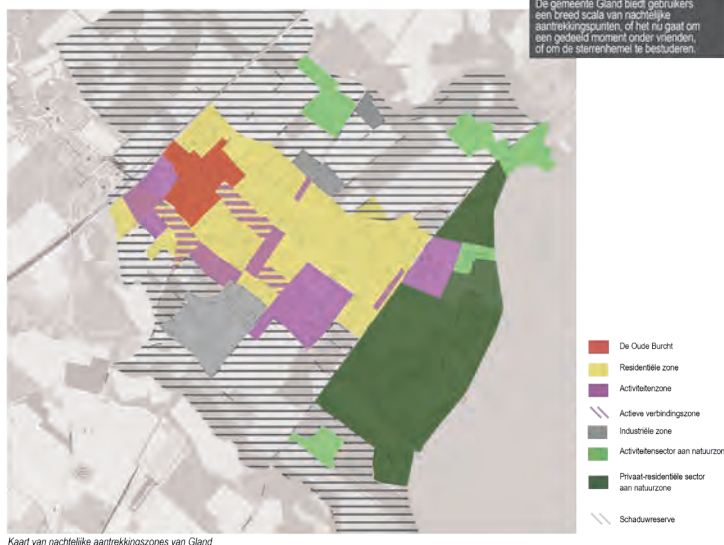 De gemeente Gland biedt gebruikers
een breed scala van nachtelijke
aantrekkingspunten, of het nu gaat om
een gedeeld moment onder vrienden,
of om de sterrenhemel te bestuderen.
De Oude Burcht
Residentiële zone
Activiteitenzone
Actieve verbindingszone
Industriële zone
Activiteitensector aan natuurzon
Privaat-residentiële sector
aan natuurzone
Schaduwreserve
Kaart van nachtelijke aantrekkingszones van Gland